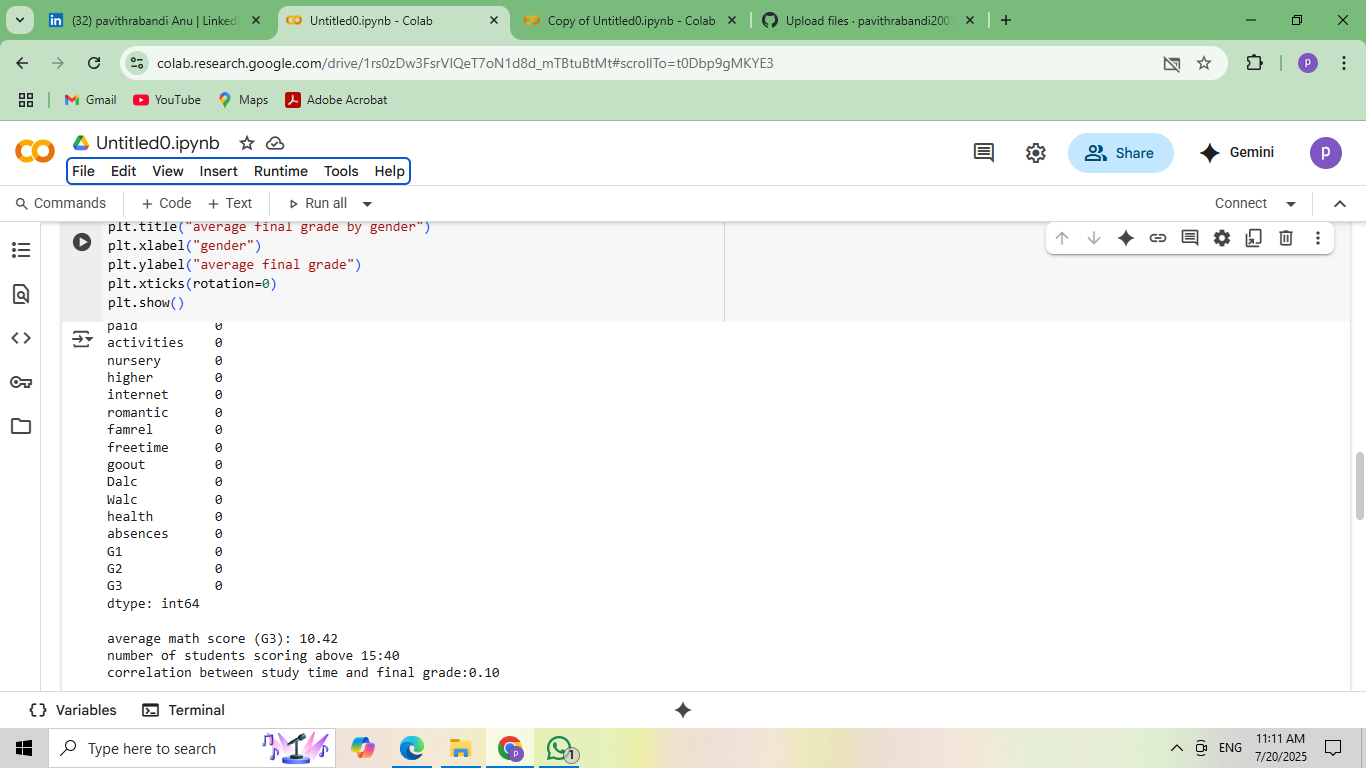 (32) pavithrabandi Anu | Linked
Untitled0.ipynb - Colab
Copy of Untitled0.ipynb - Colab
Upload files · pavithrabandi200
colab.research.google.com/drive/1rs0zDw3FsrVIQeT7oN1d8d_mTBtuBtMt#scrollTo=t0Dbp9gMKYE3
p
Gmail
YouTube
Maps
Adobe Acrobat
CO
Untitled0.ipynb
File Edit View Insert Runtime Tools Help
Share
Gemini
p
Commands
+ Code + Text
Run all
Connect
plt.title("average final grade by gender")
plt.xlabel("gender")
plt.ylabel("average final grade")
plt.xticks(rotation=0)
plt.show()
paid 0
activities 0
nursery 0
higher 0
internet 0
romantic 0
famrel 0
freetime 0
goout 0
Dalc 0
Walc 0
health 0
absences 0
G1 0
G2 0
G3 0
dtype: int64
average math score (G3): 10.42
number of students scoring above 15:40
correlation between study time and final grade:0.10
Variables
Terminal
Type here to search
p
1
ENG
11:11 AM
7/20/2025